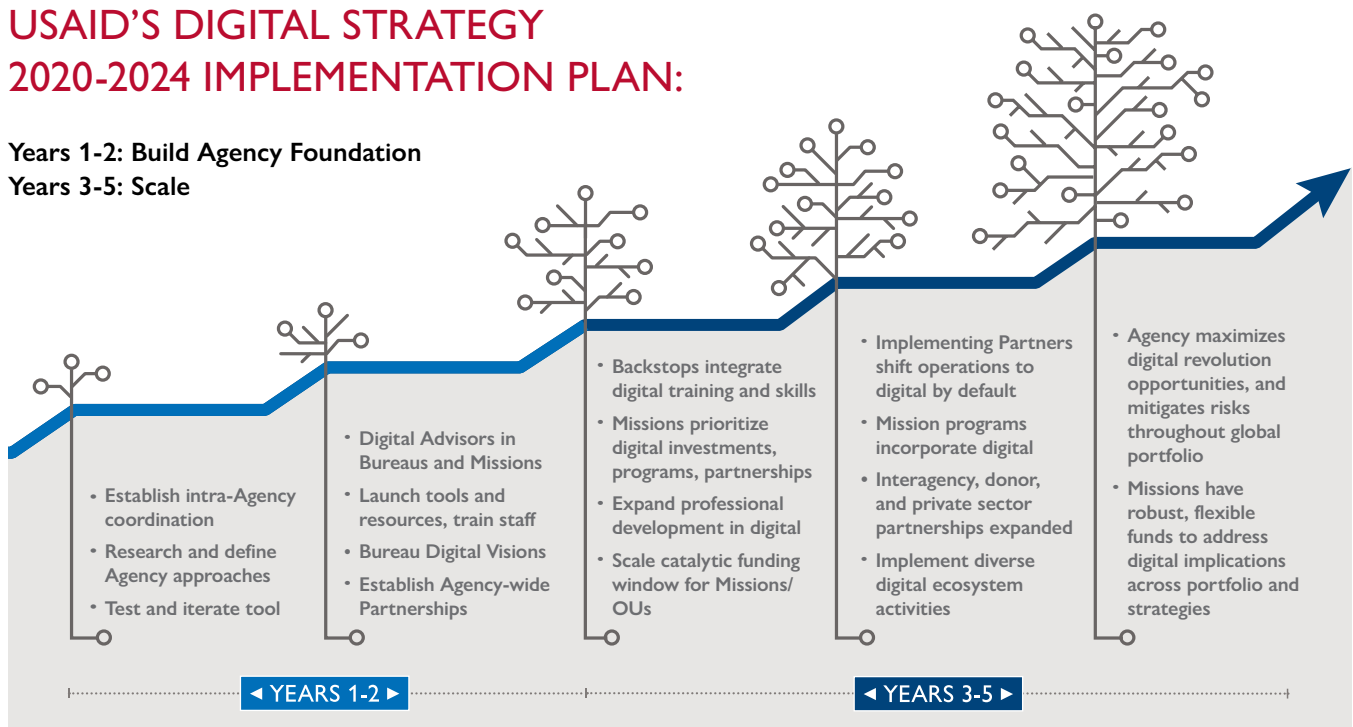 USAID'S DIGITAL STRATEGY
2020-2024 IMPLEMENTATION PLAN:
Years 1-2: Build Agency Foundation
Years 3-5: Scale
• Establish intra-Agency
coordination
• Research and define
Agency approaches
• Test and iterate tool
• Digital Advisors in
Bureaus and Missions
• Launch tools and
resources, train staff
• Bureau Digital Visions
• Establish Agency-wide
Partnerships
• Backstops integrate
digital training and skills
• Missions prioritize
digital investments,
programs, partnerships
• Expand professional
development in digital
• Scale catalytic funding
window for Missions/
OUs
• Implementing Partners
shift operations to
digital by default
• Mission programs
incorporate digital
• Interagency, donor,
and private sector
partnerships expanded
• Implement diverse
digital ecosystem
activities
• Agency maximizes
digital revolution
opportunities, and
mitigates risks
throughout global
portfolio
• Missions have
robust, flexible
funds to address
digital implications
across portfolio and
strategies
◄ YEARS 1-2 ►
◄ YEARS 3-5 ►